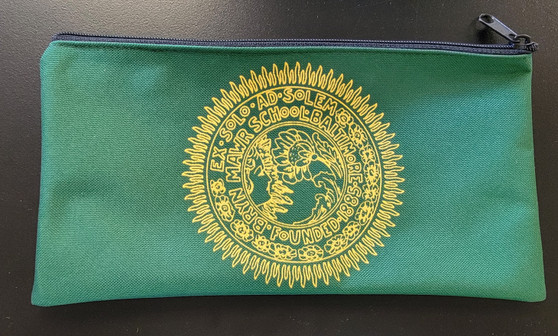 EX·SOLO·AD·SOLEM
BRYN MAWR SCHOOL·BALTIMORE·FOUNDED·1885·